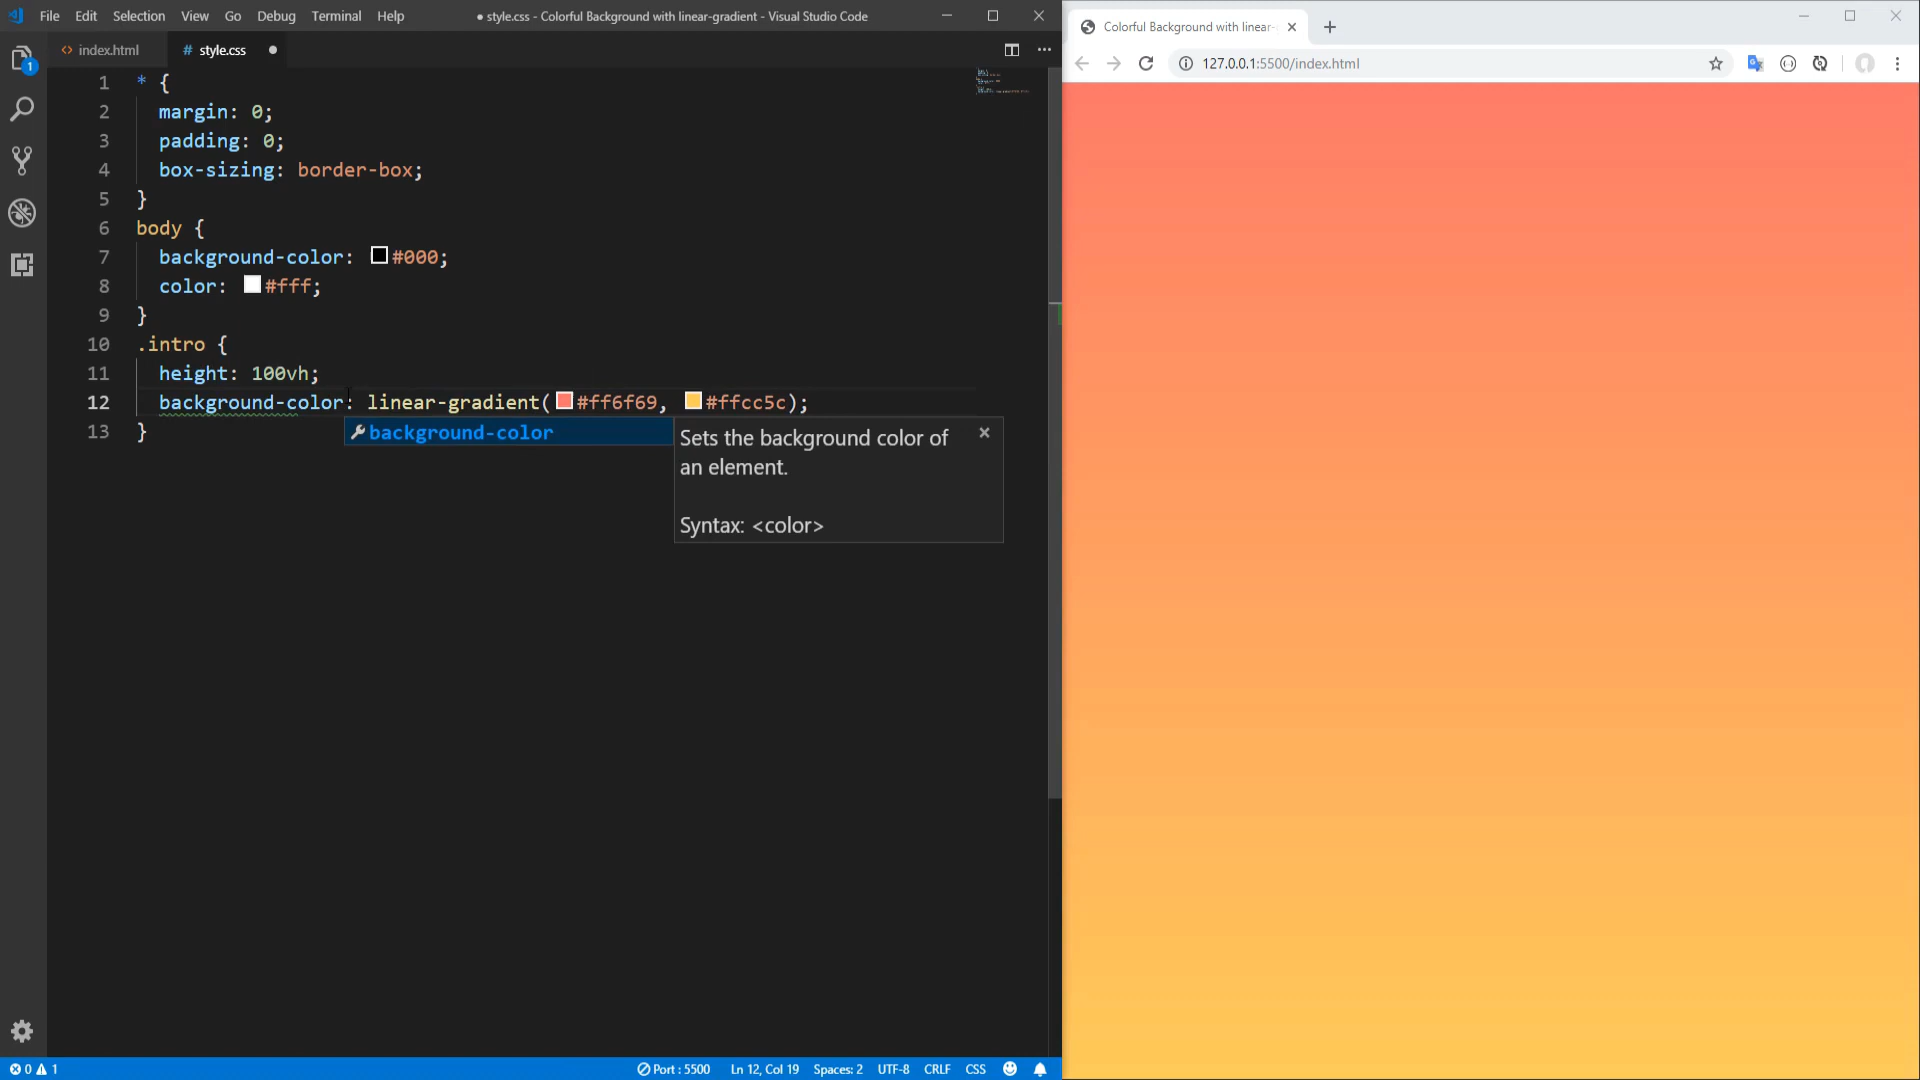 File Edit Selection View Go Debug Terminal Help ● style.css - Colorful Background with linear-gradient - Visual Studio Code
<> index.html # style.css ●
1 * {
2 margin: 0;
3 padding: 0;
4 box-sizing: border-box;
5 }
6 body {
7 background-color: #000;
8 color: #fff;
9 }
10 .intro {
11 height: 100vh;
12 background-color: linear-gradient(#ff6f69, #ffcc5c);
13 }
background-color
Sets the background color of
an element.
Syntax: <color>
1
0 1 Port : 5500 Ln 12, Col 19 Spaces: 2 UTF-8 CRLF CSS
Colorful Background with linear-
127.0.0.1:5500/index.html